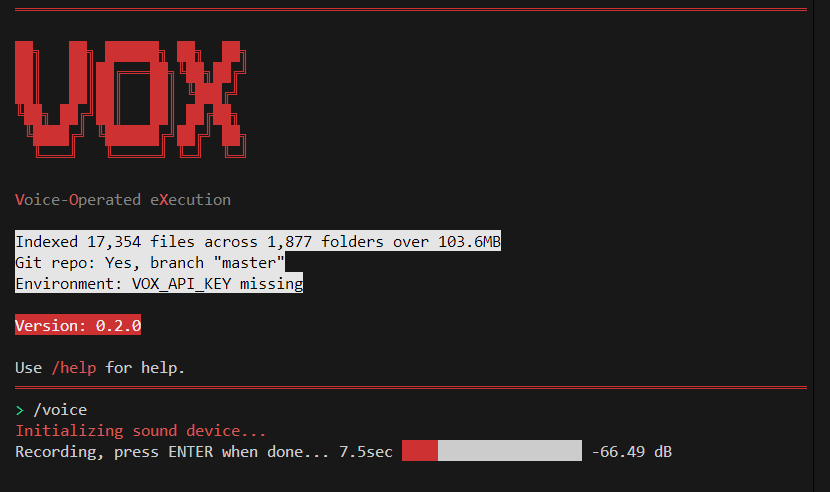 VOX
Voice-Operated eXecution
Indexed 17,354 files across 1,877 folders over 103.6MB
Git repo: Yes, branch "master"
Environment: VOX_API_KEY missing
Version: 0.2.0
Use /help for help.
> /voice
Initializing sound device...
Recording, press ENTER when done... 7.5sec -66.49 dB